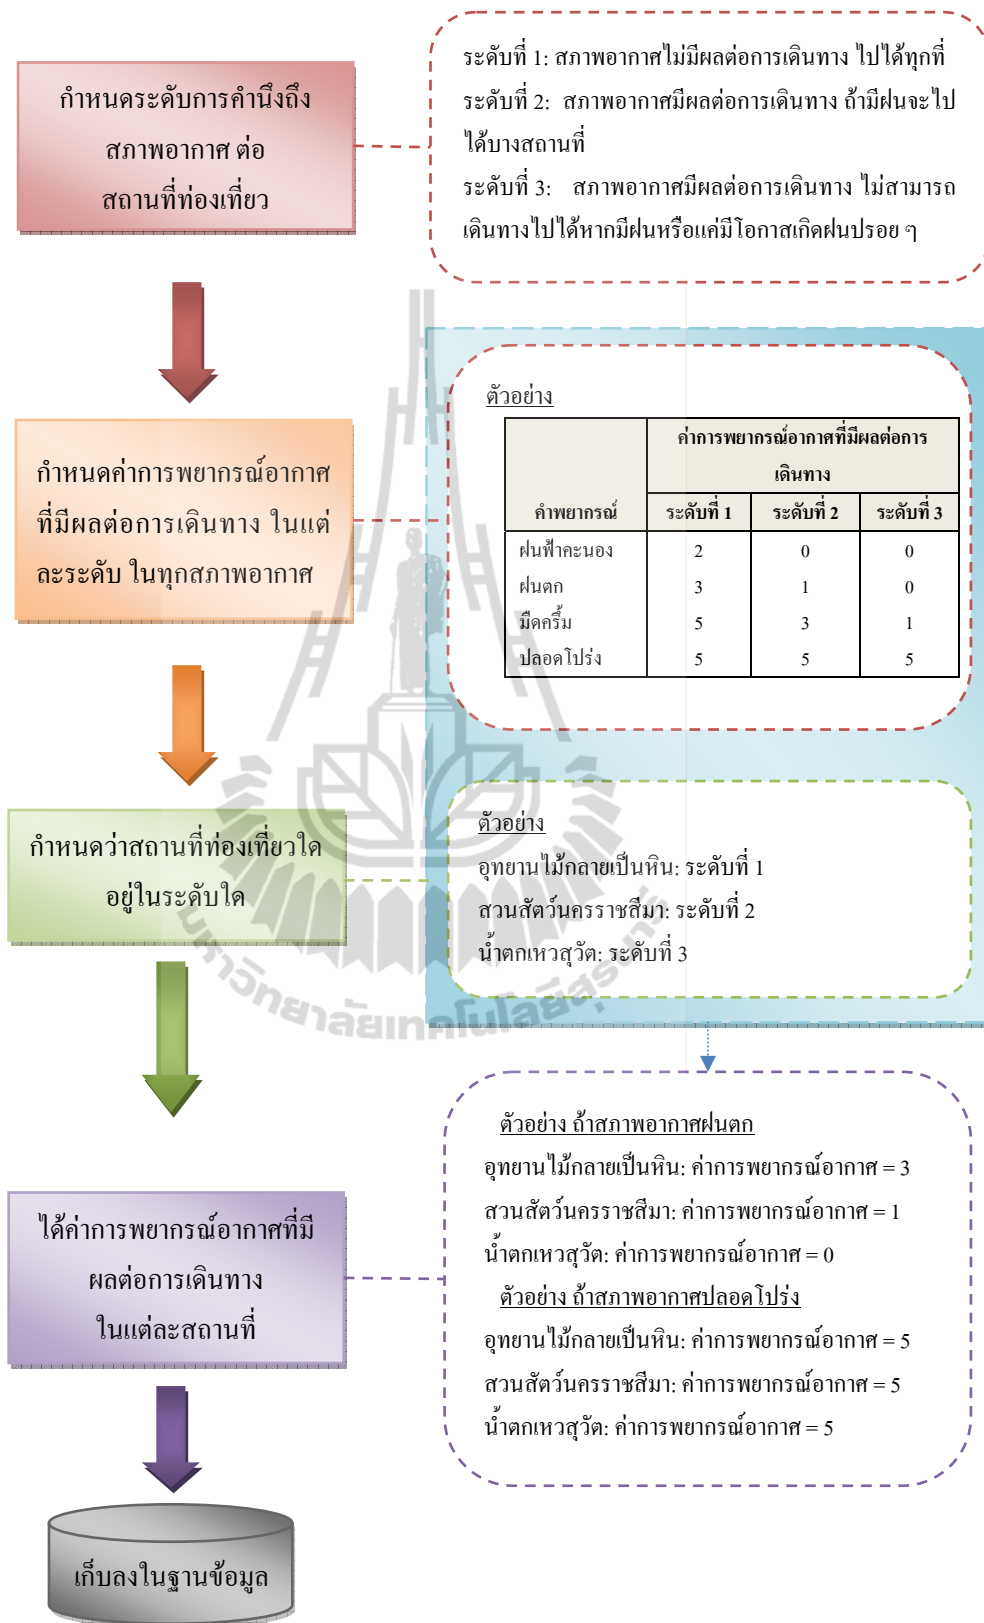 กำหนดระดับการคำนึงถึง
สภาพอากาศ ต่อ
สถานที่ท่องเที่ยว
ระดับที่ 1: สภาพอากาศไม่มีผลต่อการเดินทาง ไปได้ทุกที่
ระดับที่ 2: สภาพอากาศมีผลต่อการเดินทาง ถ้ามีฝนจะไป
ได้บางสถานที่
ระดับที่ 3: สภาพอากาศมีผลต่อการเดินทาง ไม่สามารถ
เดินทางไปได้หากมีฝนหรือแค่มีโอกาสเกิดฝนปรอย ๆ
กำหนดค่าการพยากรณ์อากาศ
ที่มีผลต่อการเดินทาง ในแต่
ละระดับ ในทุกสภาพอากาศ
ตัวอย่าง
ค่าการพยากรณ์อากาศที่มีผลต่อการ
เดินทาง
คำพยากรณ์ ระดับที่ 1 ระดับที่ 2 ระดับที่ 3
ฝนฟ้าคะนอง 2 0 0
ฝนตก 3 1 0
มืดครึ้ม 5 3 1
ปลอดโปร่ง 5 5 5
กำหนดว่าสถานที่ท่องเที่ยวใด
อยู่ในระดับใด
ตัวอย่าง
อุทยานไม้กลายเป็นหิน: ระดับที่ 1
สวนสัตว์นครราชสีมา: ระดับที่ 2
น้ำตกเหวสุวัต: ระดับที่ 3
มหาวิทยาลัยเทคโนโลยีสุรนารี
ได้ค่าการพยากรณ์อากาศที่มี
ผลต่อการเดินทาง
ในแต่ละสถานที่
ตัวอย่าง ถ้าสภาพอากาศฝนตก
อุทยานไม้กลายเป็นหิน: ค่าการพยากรณ์อากาศ = 3
สวนสัตว์นครราชสีมา: ค่าการพยากรณ์อากาศ = 1
น้ำตกเหวสุวัต: ค่าการพยากรณ์อากาศ = 0
ตัวอย่าง ถ้าสภาพอากาศปลอดโปร่ง
อุทยานไม้กลายเป็นหิน: ค่าการพยากรณ์อากาศ = 5
สวนสัตว์นครราชสีมา: ค่าการพยากรณ์อากาศ = 5
น้ำตกเหวสุวัต: ค่าการพยากรณ์อากาศ = 5
เก็บลงในฐานข้อมูล